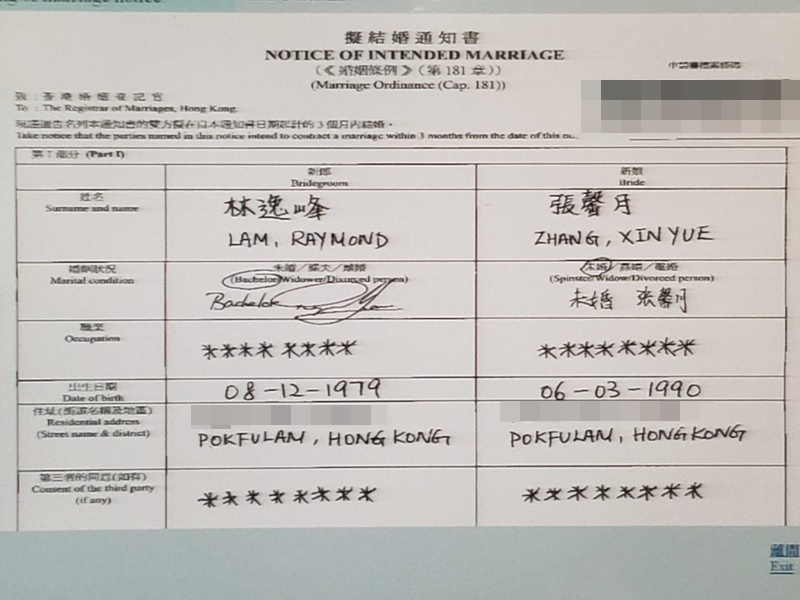 擬結婚通知書
NOTICE OF INTENDED MARRIAGE
(《婚姻條例》(第181章))
(Marriage Ordinance (Cap. 181))
致：香港婚姻登記官
To : The Registrar of Marriages, Hong Kong.
現謹通告名列本通知書的雙方擬在由本通知書日期起計的3個月內結婚。
Take notice that the parties named in this notice intend to contract a marriage within 3 months from the date of this
第I部分 (Part I)
新郎
Bridegroom
新娘
Bride
姓名
Surname and name
林逸峰
LAM, RAYMOND
張馨月
ZHANG, XINYUE
婚姻狀況
Marital condition
未婚／鰥夫／離婚
(Bachelor/Widower/Divorced person)
Bachelor
未婚／寡婦／離婚
(Spinster/Widow/Divorced person)
未婚 張馨月
職業
Occupation
**** ****
********
出生日期
Date of birth
08-12-1979
06-03-1990
住址(街道名稱及地區)
Residential address
(Street name & district)
POKFULAM, HONG KONG
POKFULAM, HONG KONG
第三者的同意(如有)
Consent of the third party
(if any)
********
********
離開
Exit